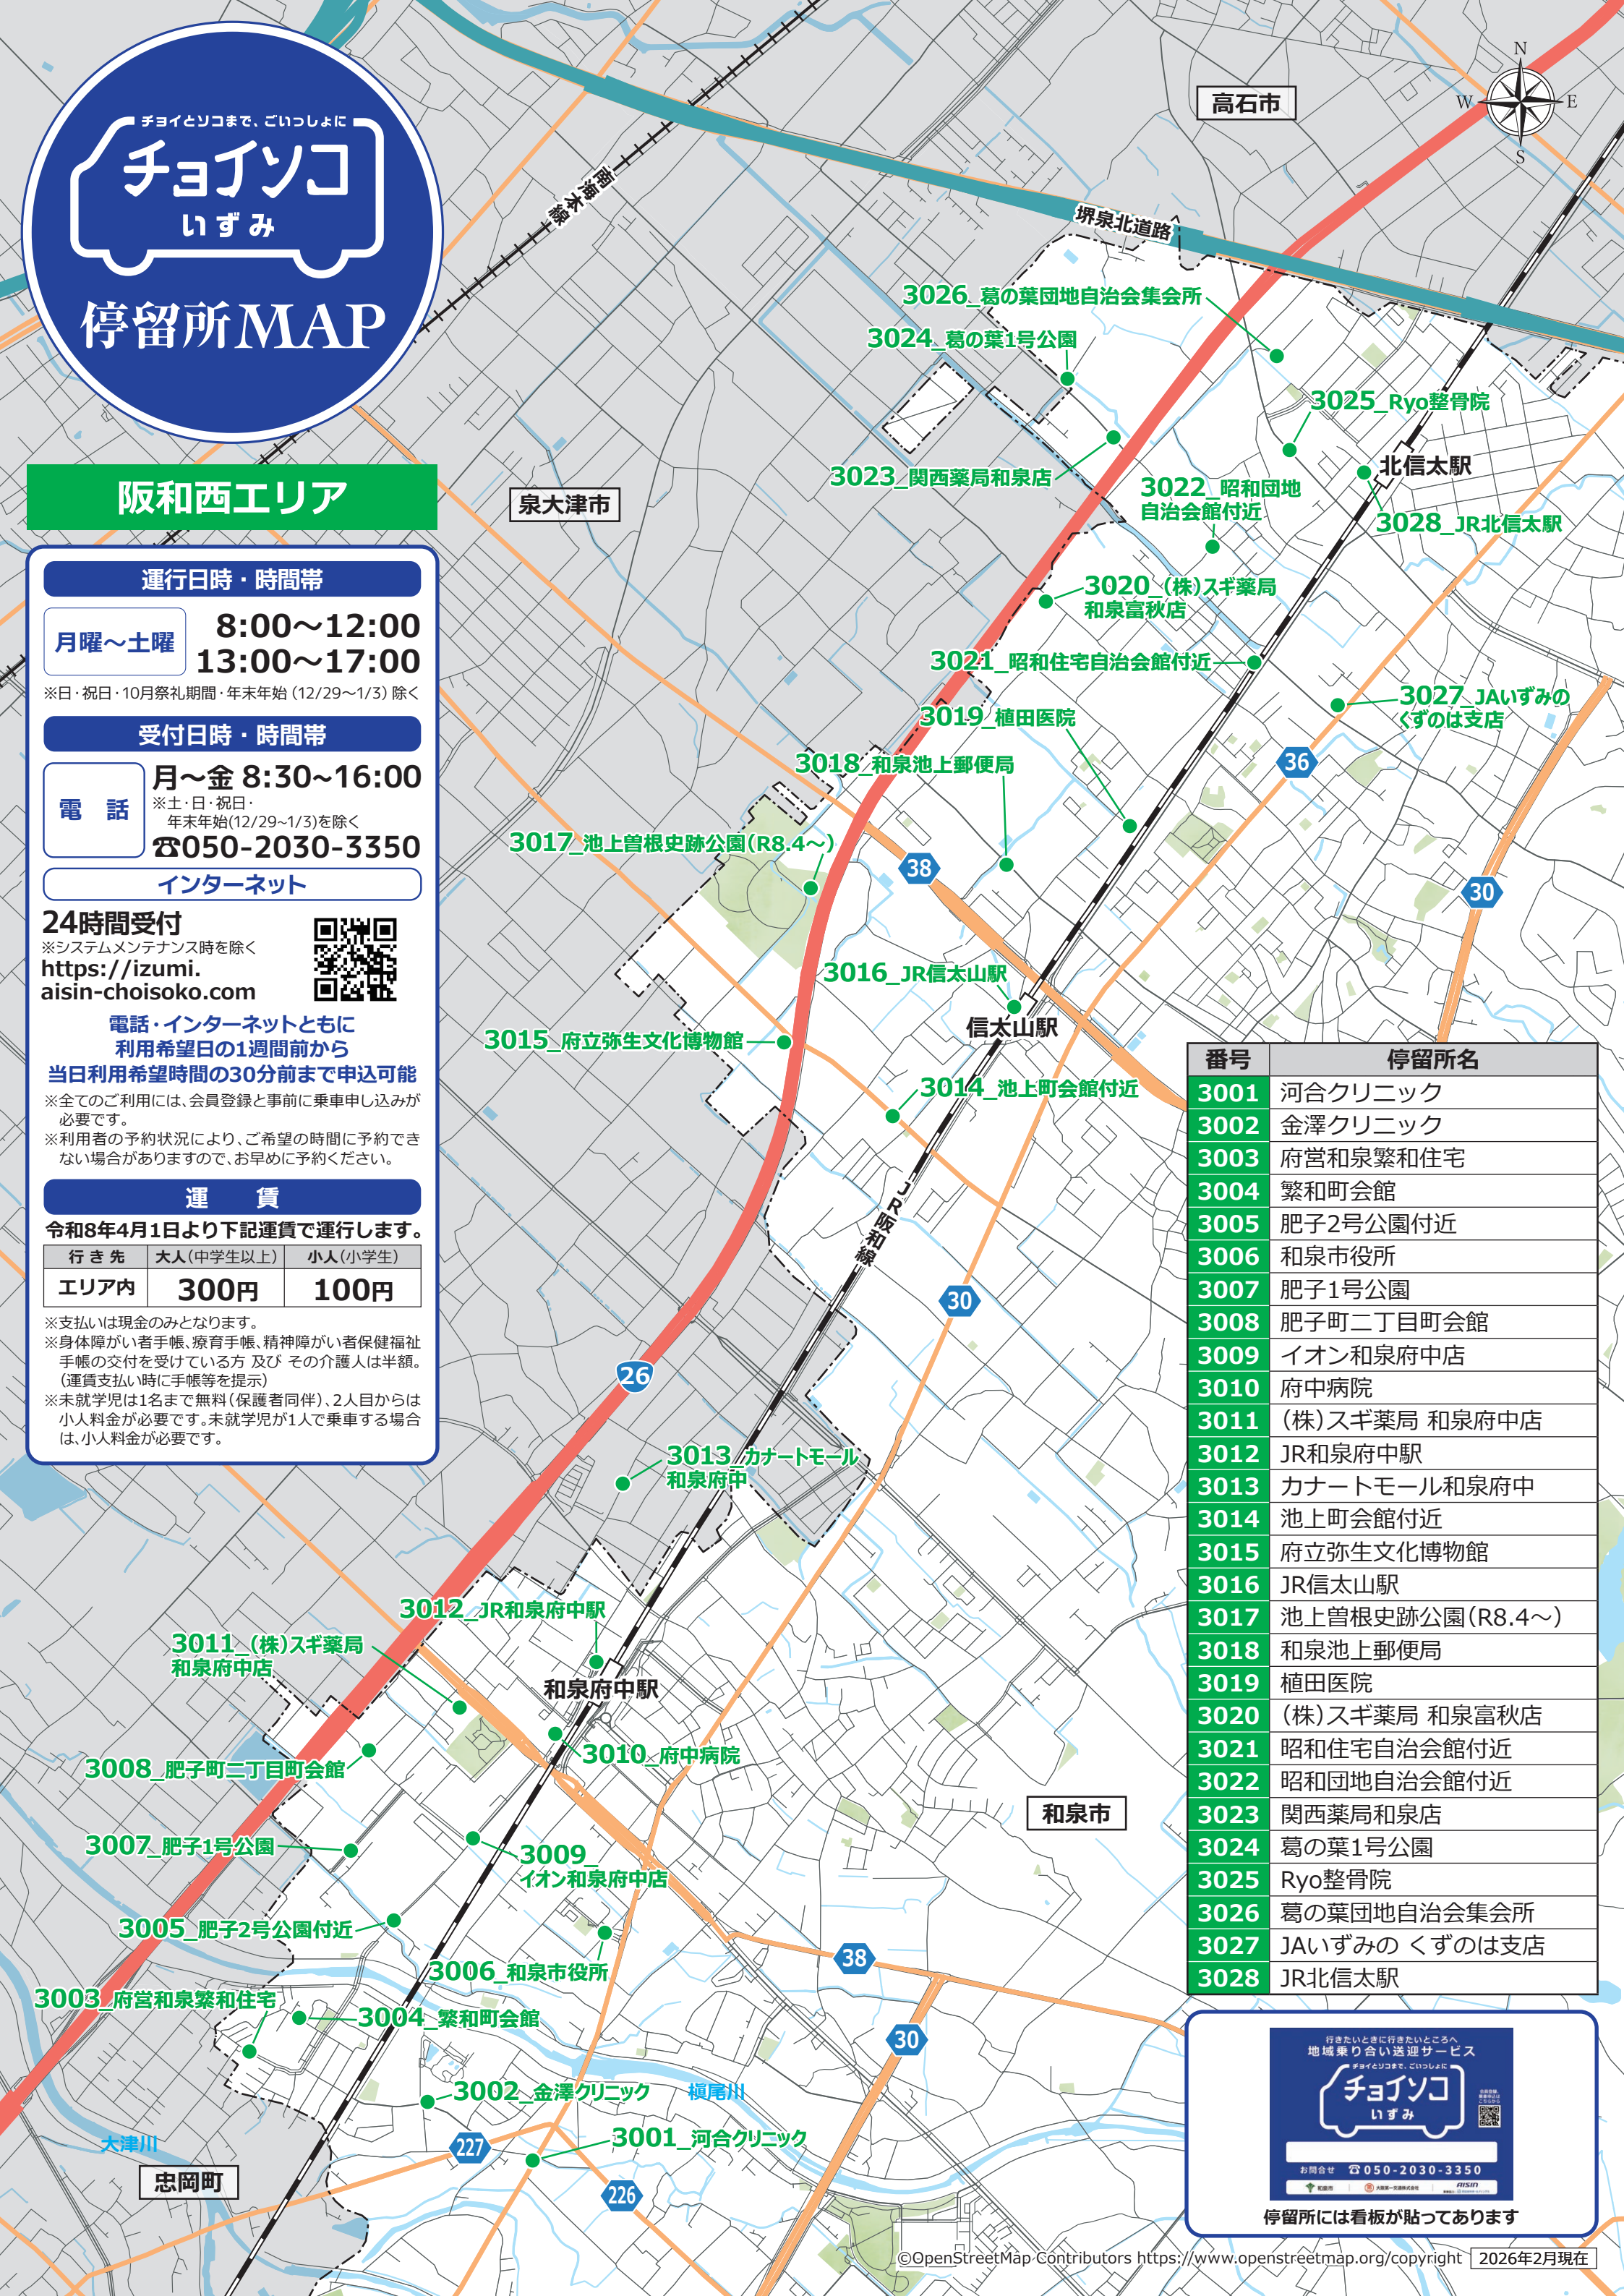 チョイとソコまで、ごいっしょに
チョイソコ
いずみ
停留所MAP
阪和西エリア
運行日時・時間帯
月曜～土曜
8:00～12:00
13:00～17:00
※日・祝日・10月祭礼期間・年末年始（12/29～1/3）除く
受付日時・時間帯
電　話
月～金 8:30～16:00
※土・日・祝日・
年末年始(12/29～1/3)を除く
☎050-2030-3350
インターネット
24時間受付
※システムメンテナンス時を除く
https://izumi.
aisin-choisoko.com
電話・インターネットともに
利用希望日の1週間前から
当日利用希望時間の30分前まで申込可能
※全てのご利用には、会員登録と事前に乗車申し込みが
必要です。
※利用者の予約状況により、ご希望の時間に予約でき
ない場合がありますので、お早めに予約ください。
運　賃
令和8年4月1日より下記運賃で運行します。
行き先 大人（中学生以上） 小人（小学生）
エリア内 300円 100円
※支払いは現金のみとなります。
※身体障がい者手帳、療育手帳、精神障がい者保健福祉
手帳の交付を受けている方 及び その介護人は半額。
（運賃支払い時に手帳等を提示）
※未就学児は1名まで無料（保護者同伴）、2人目からは
小人料金が必要です。未就学児が1人で乗車する場合
は、小人料金が必要です。
N
W E
S
高石市
南海本線
堺泉北道路
3026_葛の葉団地自治会集会所
3024_葛の葉1号公園
3025_Ryo整骨院
北信太駅
3023_関西薬局和泉店
泉大津市
3022_昭和団地
自治会館付近
3028_JR北信太駅
3020_（株）スギ薬局
和泉富秋店
3021_昭和住宅自治会館付近
3027_JAいずみの
くずのは支店
3019_植田医院
3018_和泉池上郵便局
36
3017_池上曽根史跡公園（R8.4～）
38
30
3016_JR信太山駅
信太山駅
3015_府立弥生文化博物館
3014_池上町会館付近
JR阪和線
30
26
3013_カナートモール
和泉府中
3012_JR和泉府中駅
3011_（株）スギ薬局
和泉府中店
和泉府中駅
3010_府中病院
3008_肥子町二丁目町会館
和泉市
3007_肥子1号公園
3009_
イオン和泉府中店
3005_肥子2号公園付近
38
3006_和泉市役所
3003_府営和泉繁和住宅
3004_繁和町会館
30
3002_金澤クリニック
槇尾川
3001_河合クリニック
大津川
227
忠岡町
226
番号 停留所名
3001 河合クリニック
3002 金澤クリニック
3003 府営和泉繁和住宅
3004 繁和町会館
3005 肥子2号公園付近
3006 和泉市役所
3007 肥子1号公園
3008 肥子町二丁目町会館
3009 イオン和泉府中店
3010 府中病院
3011 （株）スギ薬局 和泉府中店
3012 JR和泉府中駅
3013 カナートモール和泉府中
3014 池上町会館付近
3015 府立弥生文化博物館
3016 JR信太山駅
3017 池上曽根史跡公園（R8.4～）
3018 和泉池上郵便局
3019 植田医院
3020 （株）スギ薬局 和泉富秋店
3021 昭和住宅自治会館付近
3022 昭和団地自治会館付近
3023 関西薬局和泉店
3024 葛の葉1号公園
3025 Ryo整骨院
3026 葛の葉団地自治会集会所
3027 JAいずみの くずのは支店
3028 JR北信太駅
行きたいときに行きたいところへ
地域乗り合い送迎サービス
チョイとソコまで、ごいっしょに
チョイソコ
いずみ
お問合せ ☎050-2030-3350
和泉市
AISIN
停留所には看板が貼ってあります
©OpenStreetMap Contributors https://www.openstreetmap.org/copyright
2026年2月現在